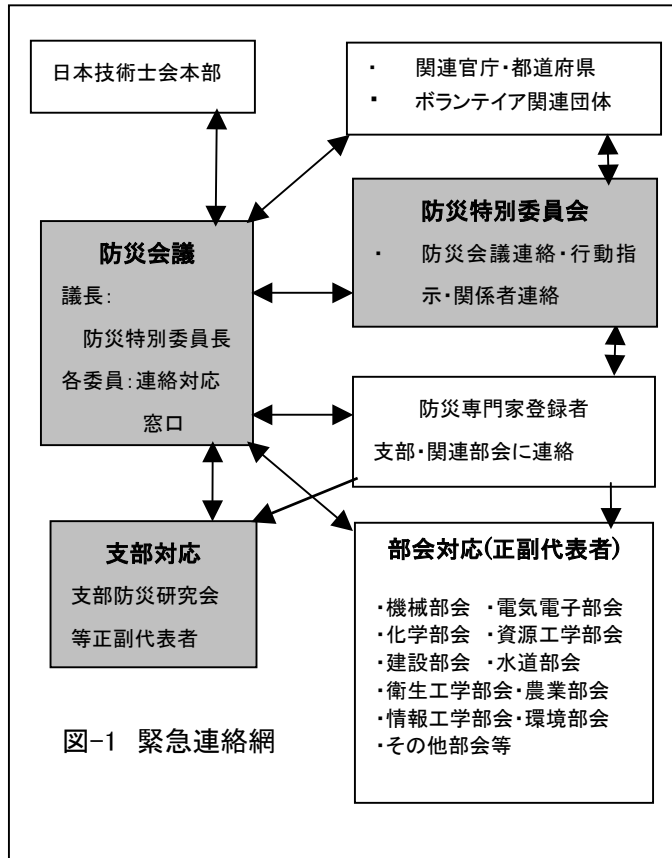 日本技術士会本部
・　関連官庁・都道府県
▪　ボランテイア関連団体
防災会議
議長：
防災特別委員長
各委員：連絡対応
窓口
防災特別委員会
・　防災会議連絡・行動指
示・関係者連絡
防災専門家登録者
支部・関連部会に連絡
支部対応
支部防災研究会
等正副代表者
部会対応(正副代表者)
・機械部会　・電気電子部会
・化学部会　・資源工学部会
・建設部会　・水道部会
・衛生工学部会・農業部会
・情報工学部会・環境部会
・その他部会等
図-1　緊急連絡網